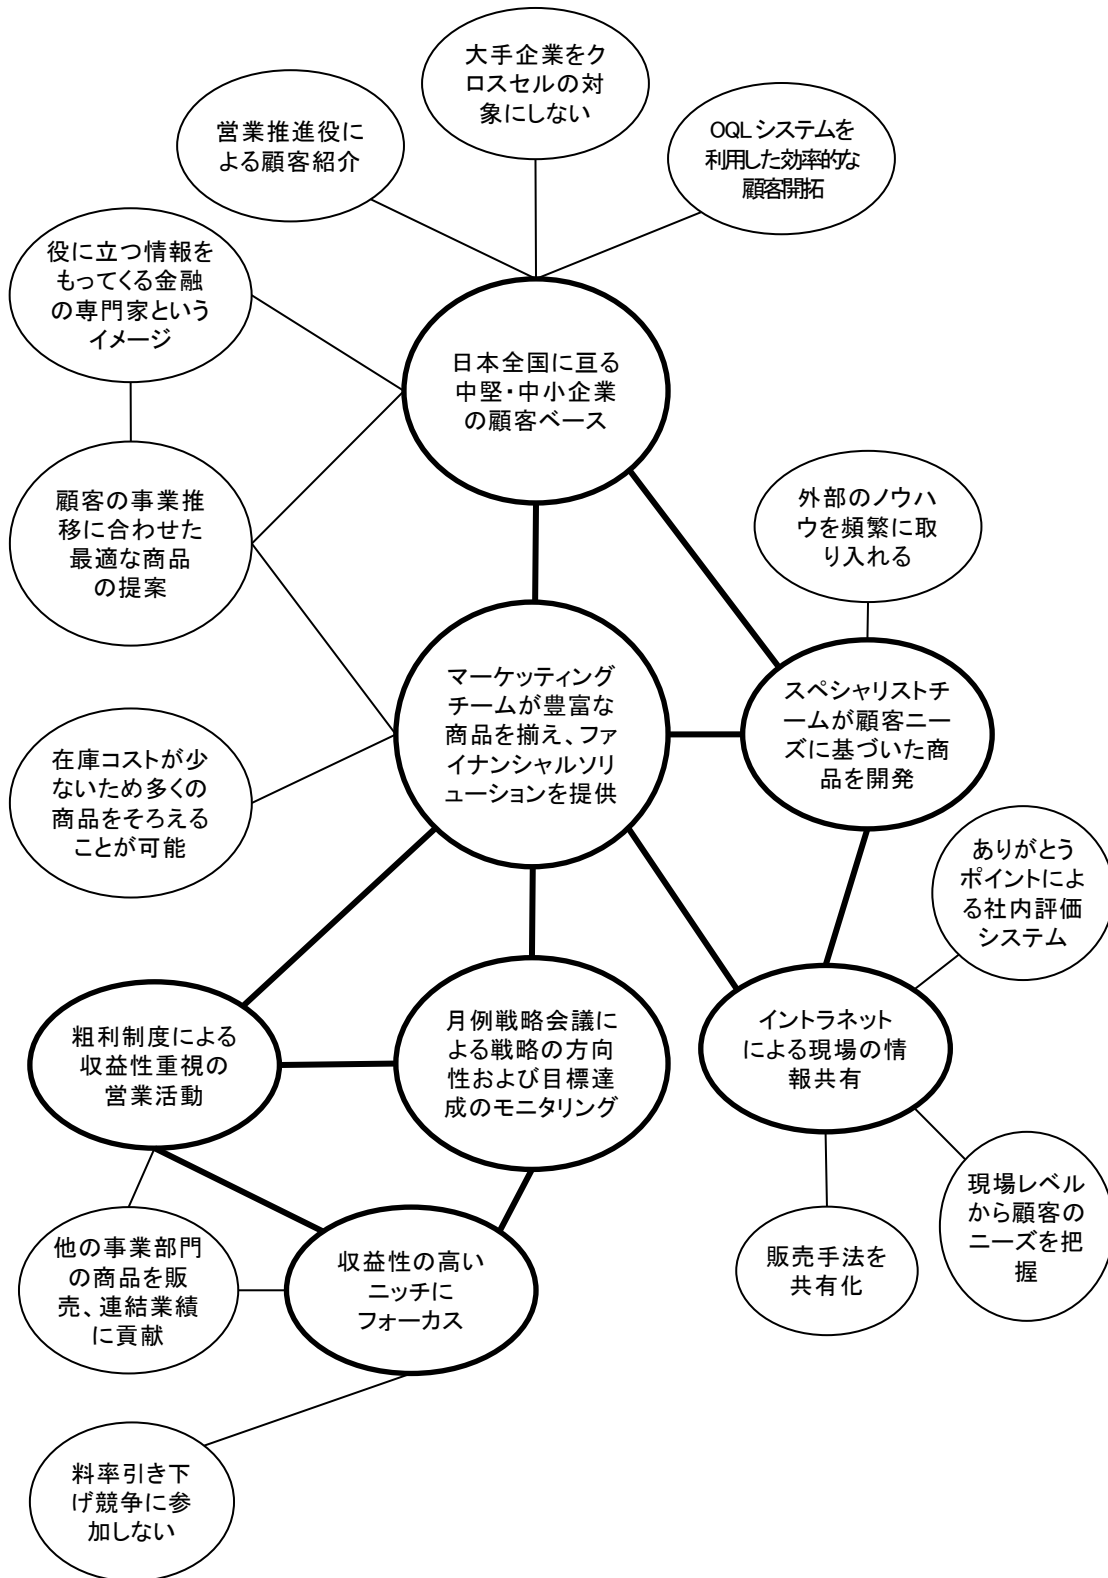 大手企業をク
ロスセルの対
象にしない
営業推進役に
よる顧客紹介
OQLシステムを
利用した効率的な
顧客開拓
役に立つ情報を
もってくる金融
の専門家という
イメージ
日本全国に亘る
中堅・中小企業
の顧客ベース
顧客の事業推
移に合わせた
最適な商品
の提案
外部のノウハ
ウを頻繁に取
り入れる
マーケッティング
チームが豊富な
商品を揃え、ファ
イナンシャルソリ
ューションを提供
スペシャリストチ
ームが顧客ニー
ズに基づいた商
品を開発
在庫コストが少
ないため多くの
商品をそろえる
ことが可能
ありがとう
ポイントによ
る社内評価
システム
粗利制度による
収益性重視の
営業活動
月例戦略会議に
よる戦略の方向
性および目標達
成のモニタリング
イントラネット
による現場の情
報共有
他の事業部門
の商品を販
売、連結業績
に貢献
収益性の高い
ニッチに
フォーカス
販売手法を
共有化
現場レベル
から顧客の
ニーズを把
握
料率引き下
げ競争に参
加しない